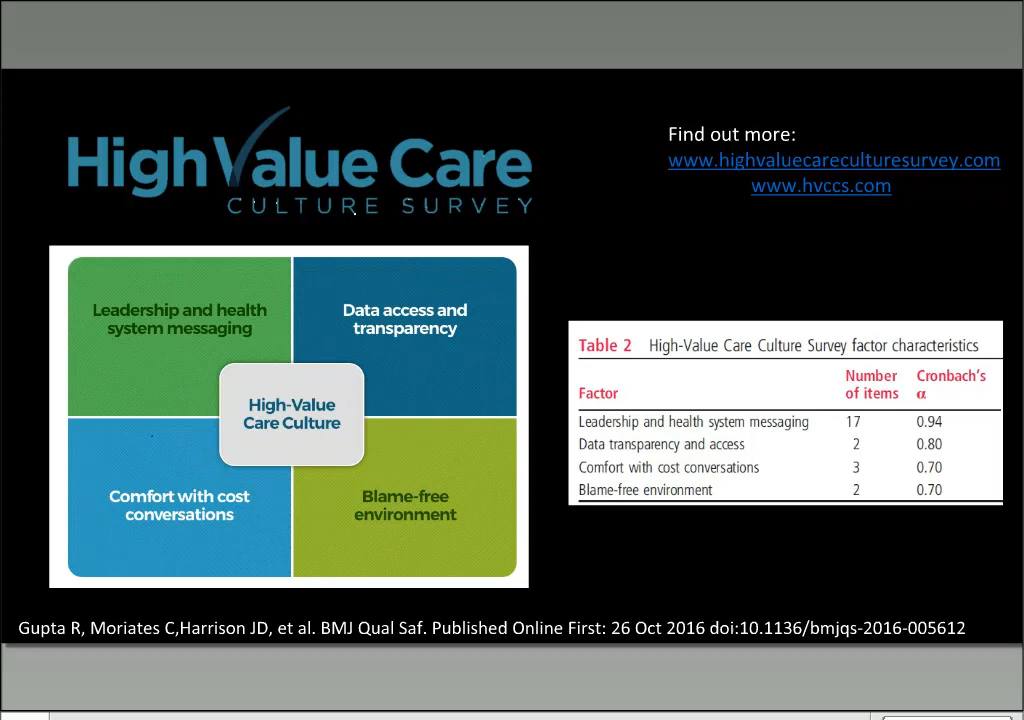 High Value Care
CULTURE SURVEY
Find out more:
www.highvaluecareculturesurvey.com
www.hvccs.com
Leadership and health
system messaging
Data access and
transparency
High-Value
Care Culture
Comfort with cost
conversations
Blame-free
environment
Table 2 High-Value Care Culture Survey factor characteristics
Factor Number of items Cronbach's α
Leadership and health system messaging 17 0.94
Data transparency and access 2 0.80
Comfort with cost conversations 3 0.70
Blame-free environment 2 0.70
Gupta R, Moriates C,Harrison JD, et al. BMJ Qual Saf. Published Online First: 26 Oct 2016 doi:10.1136/bmjqs-2016-005612